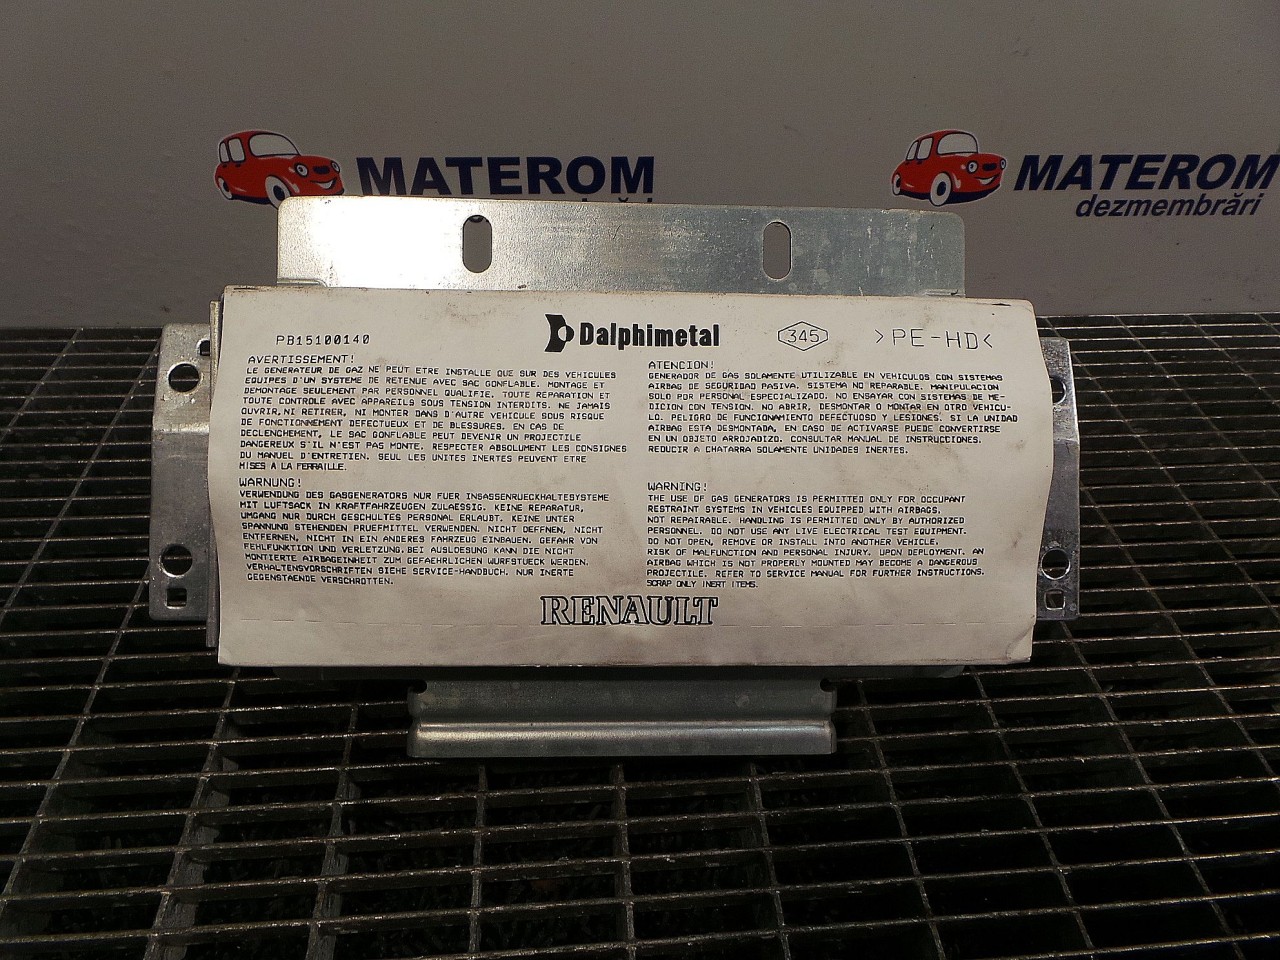 MATEROM
MATEROM
dezmembrări
PB15100140
Dalphimetal
345
>PE-HD<
AVERTISSEMENT!
LE GENERATEUR DE GAZ NE PEUT ETRE INSTALLE QUE SUR DES VEHICULES
EQUIPES D'UN SYSTEME DE RETENUE AVEC SAC GONFLABLE. MONTAGE ET
DEMONTAGE SEULEMENT PAR PERSONNEL QUALIFIE. TOUTE REPARATION ET
TOUTE CONTROLE AVEC APPAREILS SOUS TENSION INTERDITS. NE JAMAIS
OUVRIR, NI RETIRER, NI MONTER DANS D'AUTRE VEHICULE SOUS RISQUE
DE FONCTIONNEMENT DEFECTUEUX ET DE BLESSURES. EN CAS DE
DECLENCHEMENT, LE SAC GONFLABLE PEUT DEVENIR UN PROJECTILE
DANGEREUX S'IL N'EST PAS MONTE. RESPECTER ABSOLUMENT LES CONSIGNES
DU MANUEL D'ENTRETIEN. SEUL LES UNITES INERTES PEUVENT ETRE
MISES A LA FERRAILLE.
ATENCION!
GENERADOR DE GAS SOLAMENTE UTILIZABLE EN VEHICULOS CON SISTEMAS
AIRBAG DE SEGURIDAD PASIVA. SISTEMA NO REPARABLE. MANIPULACION
SOLO POR PERSONAL ESPECIALIZADO. NO ENSAYAR CON SISTEMAS DE ME-
DICION CON TENSION. NO ABRIR, DESMONTAR O MONTAR EN OTRO VEHICU-
LO. PELIGRO DE FUNCIONAMIENTO DEFECTUOSO Y LESIONES. SI LA UNIDAD
AIRBAG ESTA DESMONTADA, EN CASO DE ACTIVARSE PUEDE CONVERTIRSE
EN UN OBJETO ARROJADIZO. CONSULTAR MANUAL DE INSTRUCCIONES.
REDUCIR A CHATARRA SOLAMENTE UNIDADES INERTES.
WARNUNG!
VERWENDUNG DES GASGENERATORS NUR FUER INSASSENRUECKHALTESYSTEME
MIT LUFTSACK IN KRAFTFAHRZEUGEN ZULAESSIG. KEINE REPARATUR,
UMGANG NUR DURCH GESCHULTES PERSONAL ERLAUBT. KEINE UNTER
SPANNUNG STEHENDEN PRUEFMITTEL VERWENDEN. NICHT OEFFNEN, NICHT
ENTFERNEN, NICHT IN EIN ANDERES FAHRZEUG EINBAUEN. GEFAHR VON
FEHLFUNKTION UND VERLETZUNG. BEI AUSLOESUNG KANN DIE NICHT
MONTIERTE AIRBAGEINHEIT ZUM GEFAEHRLICHEN WURFSTUECK WERDEN.
VERHALTENSVORSCHRIFTEN SIEHE SERVICE-HANDBUCH. NUR INERTE
GEGENSTAENDE VERSCHROTTEN.
WARNING!
THE USE OF GAS GENERATORS IS PERMITTED ONLY FOR OCCUPANT
RESTRAINT SYSTEMS IN VEHICLES EQUIPPED WITH AIRBAGS.
NOT REPAIRABLE. HANDLING IS PERMITTED ONLY BY AUTHORIZED
PERSONNEL. DO NOT USE ANY LIVE ELECTRICAL TEST EQUIPMENT.
DO NOT OPEN, REMOVE OR INSTALL INTO ANOTHER VEHICLE.
RISK OF MALFUNCTION AND PERSONAL INJURY. UPON DEPLOYMENT, AN
AIRBAG WHICH IS NOT PROPERLY MOUNTED MAY BECOME A DANGEROUS
PROJECTILE. REFER TO SERVICE MANUAL FOR FURTHER INSTRUCTIONS.
SCRAP ONLY INERT ITEMS.
RENAULT